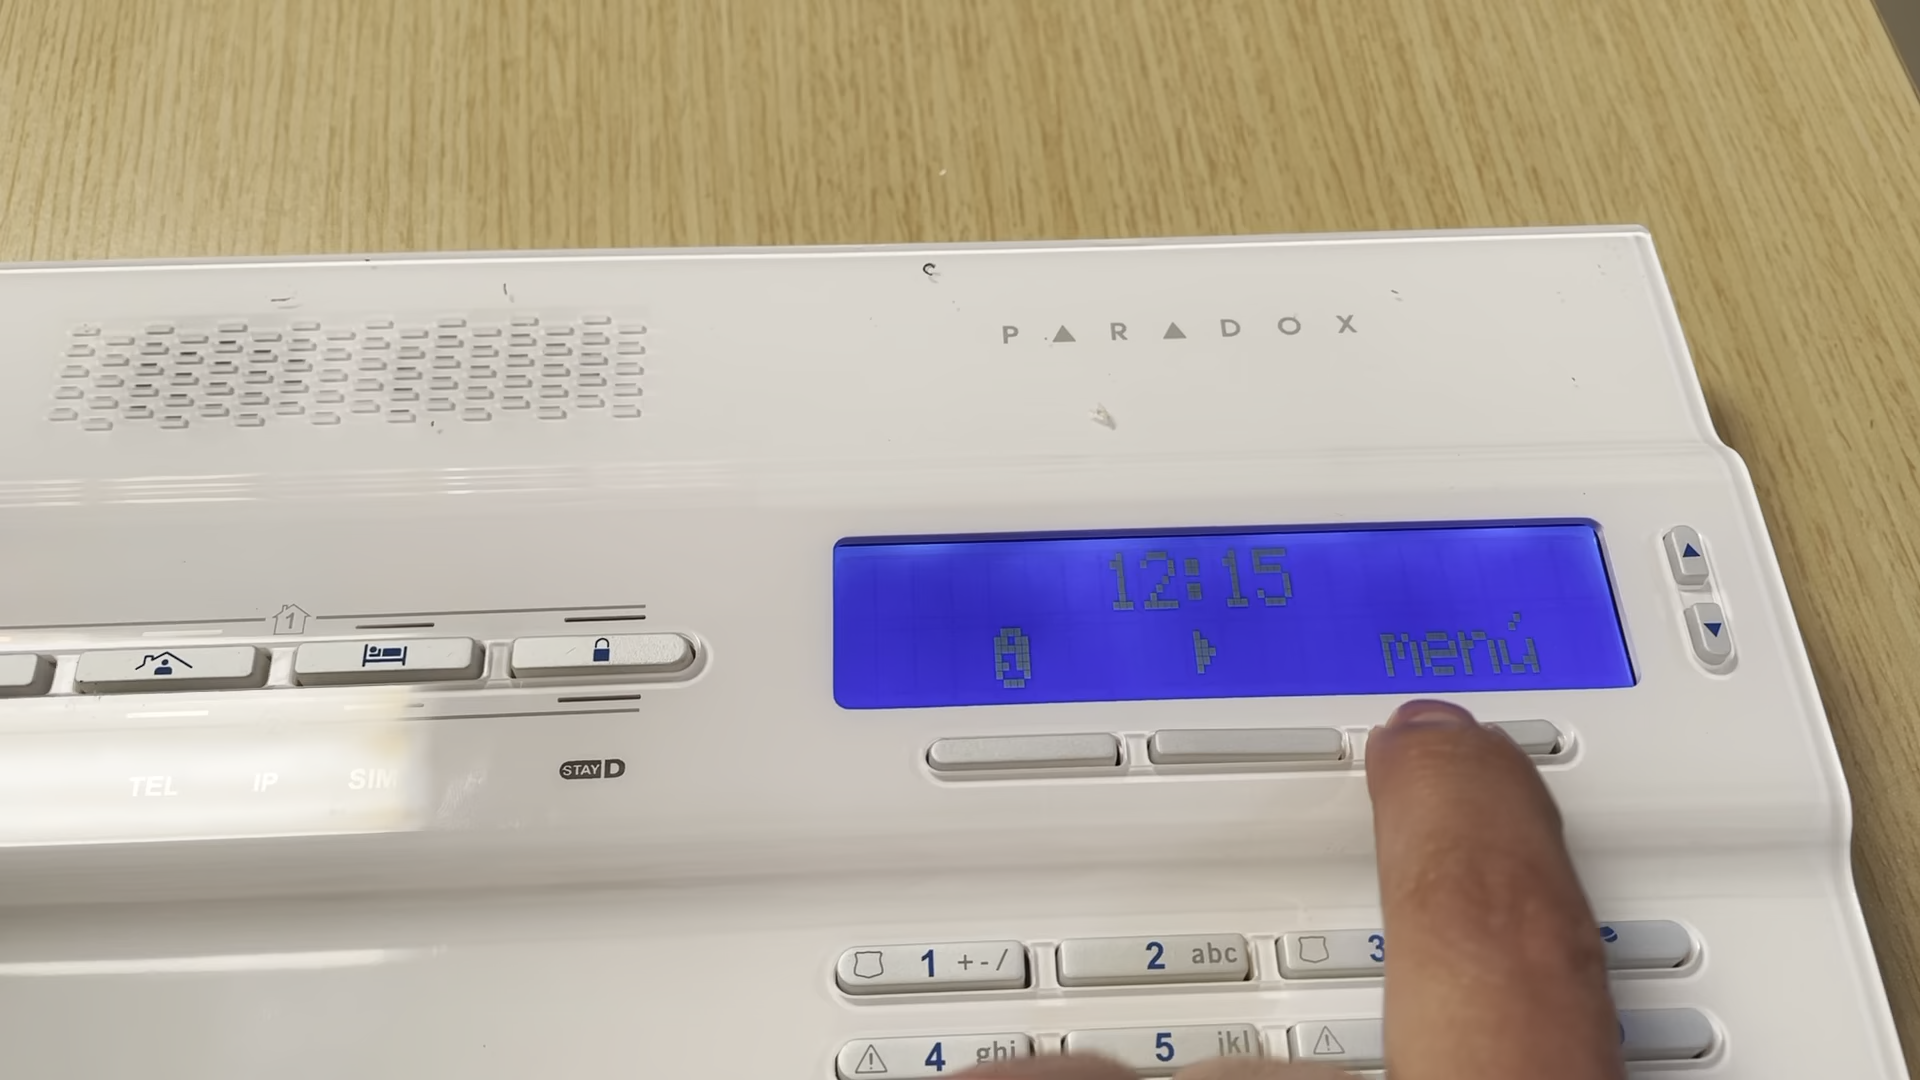 PARADOX
12:15
menú
1
TEL IP SIM
STAY D
1 +-/ 2 abc 3
4 ghi 5 jkl